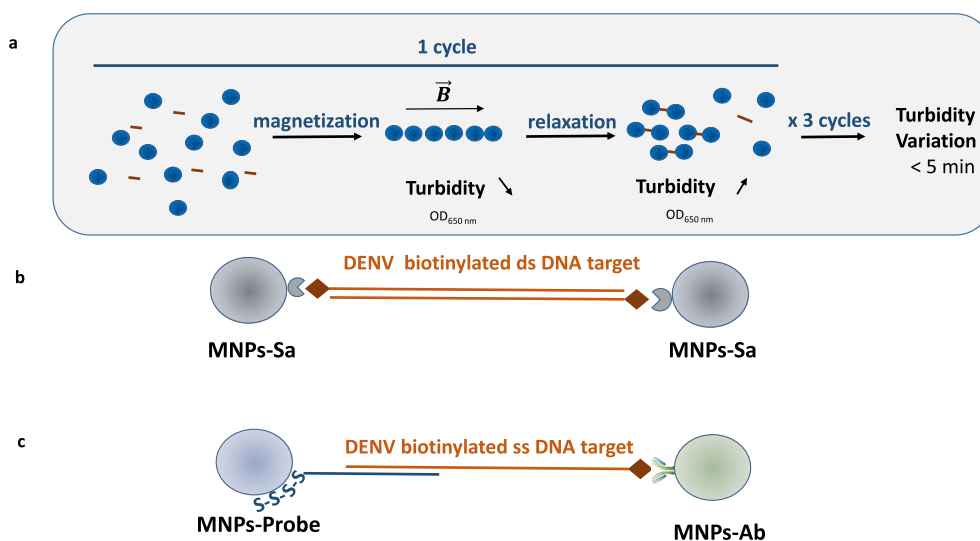 a
1 cycle
magnetization
B
relaxation
x 3 cycles
Turbidity
Variation
< 5 min
Turbidity
OD650 nm
Turbidity
OD650 nm
b
DENV biotinylated ds DNA target
MNPs-Sa
MNPs-Sa
c
DENV biotinylated ss DNA target
S-S-S-S
MNPs-Probe
MNPs-Ab